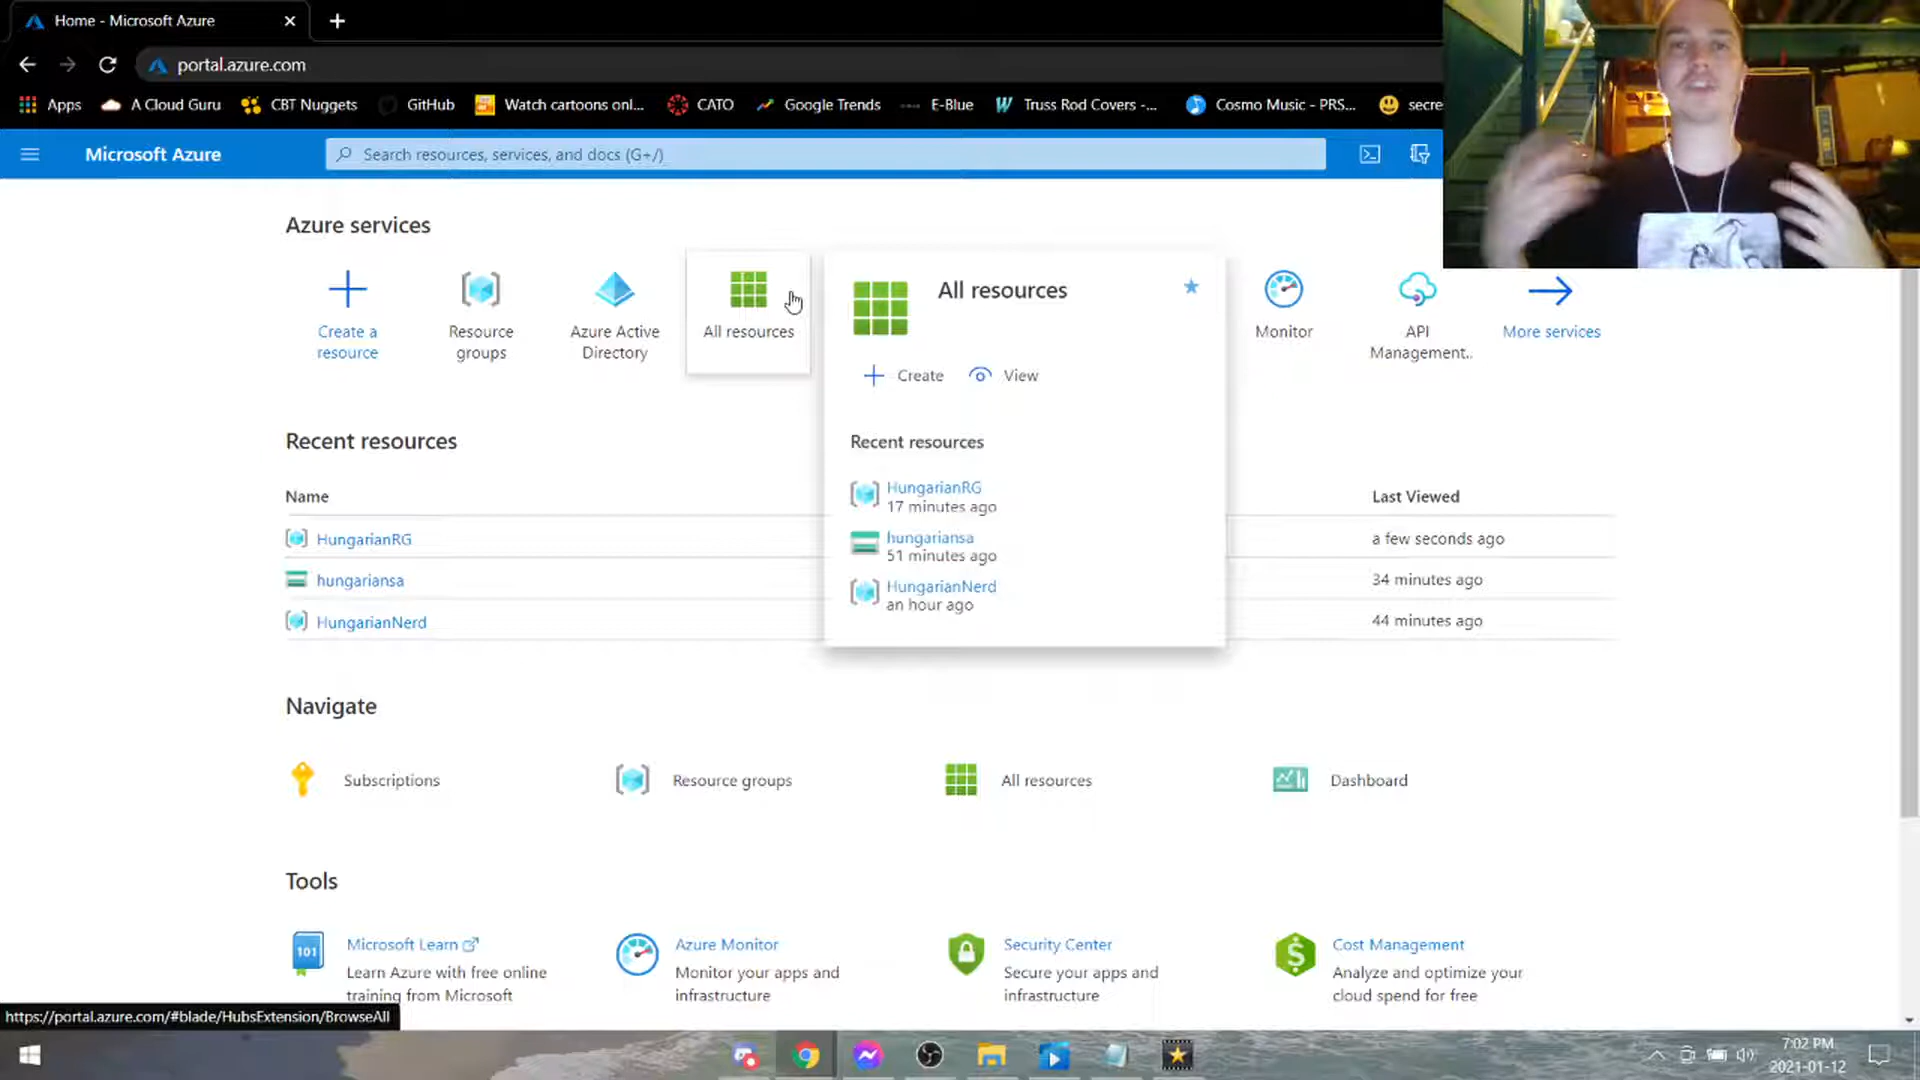 Home - Microsoft Azure
portal.azure.com
Apps A Cloud Guru CBT Nuggets GitHub Watch cartoons onl... CATO Google Trends E-Blue Truss Rod Covers -... Cosmo Music - PRS... secre
Microsoft Azure Search resources, services, and docs (G+/)
Azure services
Create a resource
Resource groups
Azure Active Directory
All resources
All resources
Create View
Recent resources
HungarianRG
17 minutes ago
hungariansa
51 minutes ago
HungarianNerd
an hour ago
Monitor
API Management..
More services
Recent resources
Name Last Viewed
HungarianRG a few seconds ago
hungariansa 34 minutes ago
HungarianNerd 44 minutes ago
Navigate
Subscriptions Resource groups All resources Dashboard
Tools
101
Microsoft Learn
Learn Azure with free online
training from Microsoft
Azure Monitor
Monitor your apps and
infrastructure
Security Center
Secure your apps and
infrastructure
Cost Management
Analyze and optimize your
cloud spend for free
https://portal.azure.com/#blade/HubsExtension/BrowseAll
7:02 PM
2021-01-12